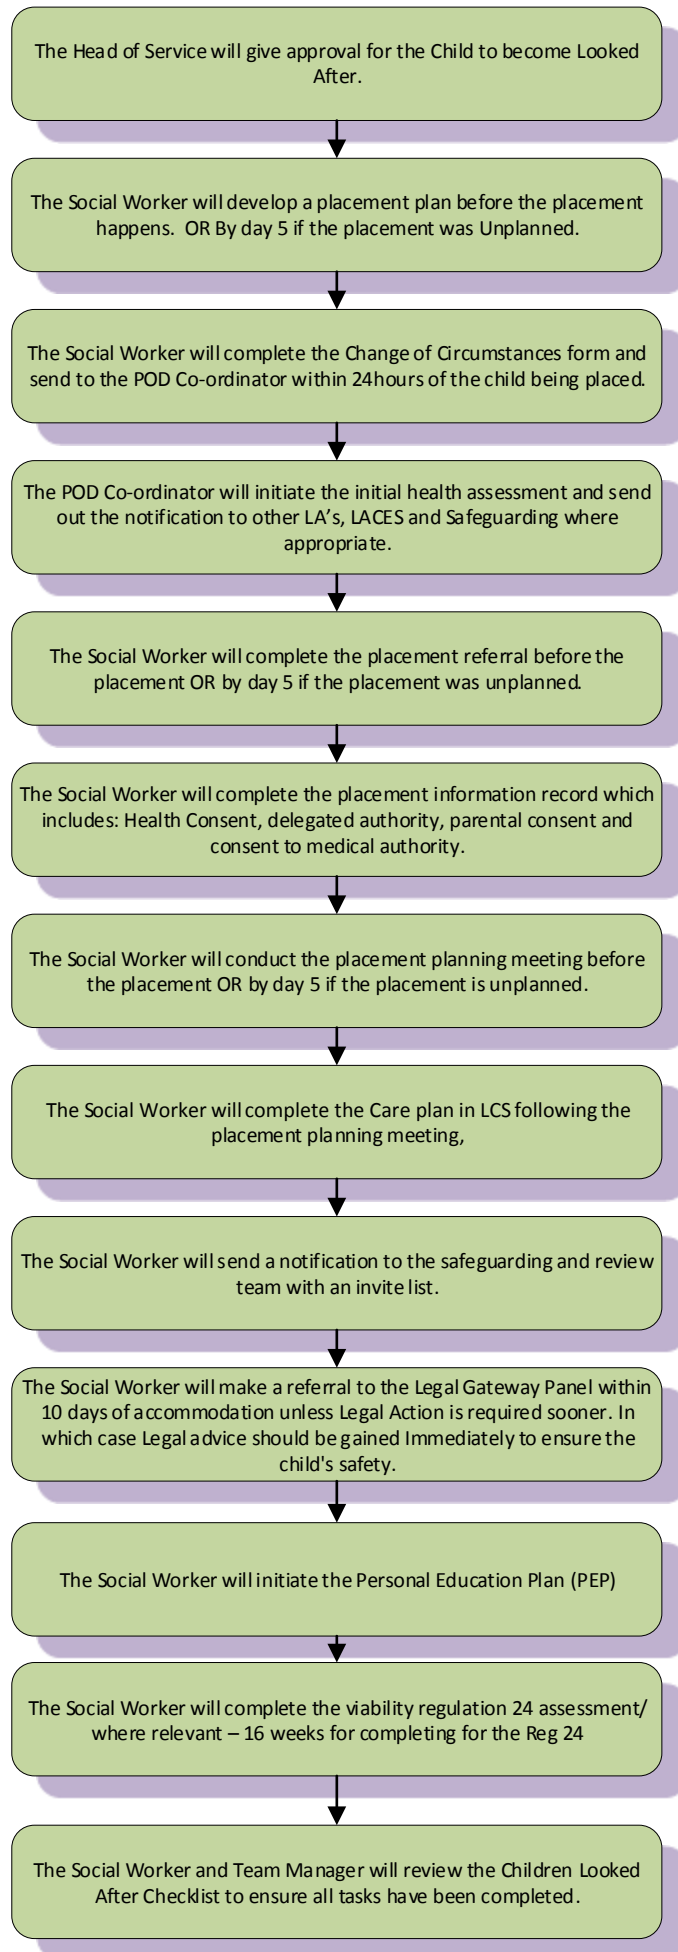 The Head of Service will give approval for the Child to become Looked
After.
The Social Worker will develop a placement plan before the placement
happens.  OR By day 5 if the placement was Unplanned.
The Social Worker will complete the Change of Circumstances form and
send to the POD Co-ordinator within 24hours of the child being placed.
The POD Co-ordinator will initiate the initial health assessment and send
out the notification to other LA’s, LACES and Safeguarding where
appropriate.
The Social Worker will complete the placement referral before the
placement OR by day 5 if the placement was unplanned.
The Social Worker will complete the placement information record which
includes: Health Consent, delegated authority, parental consent and
consent to medical authority.
The Social Worker will conduct the placement planning meeting before
the placement OR by day 5 if the placement is unplanned.
The Social Worker will complete the Care plan in LCS following the
placement planning meeting,
The Social Worker will send a notification to the safeguarding and review
team with an invite list.
The Social Worker will make a referral to the Legal Gateway Panel within
10 days of accommodation unless Legal Action is required sooner. In
which case Legal advice should be gained Immediately to ensure the
child's safety.
The Social Worker will initiate the Personal Education Plan (PEP)
The Social Worker will complete the viability regulation 24 assessment/
where relevant – 16 weeks for completing for the Reg 24
The Social Worker and Team Manager will review the Children Looked
After Checklist to ensure all tasks have been completed.